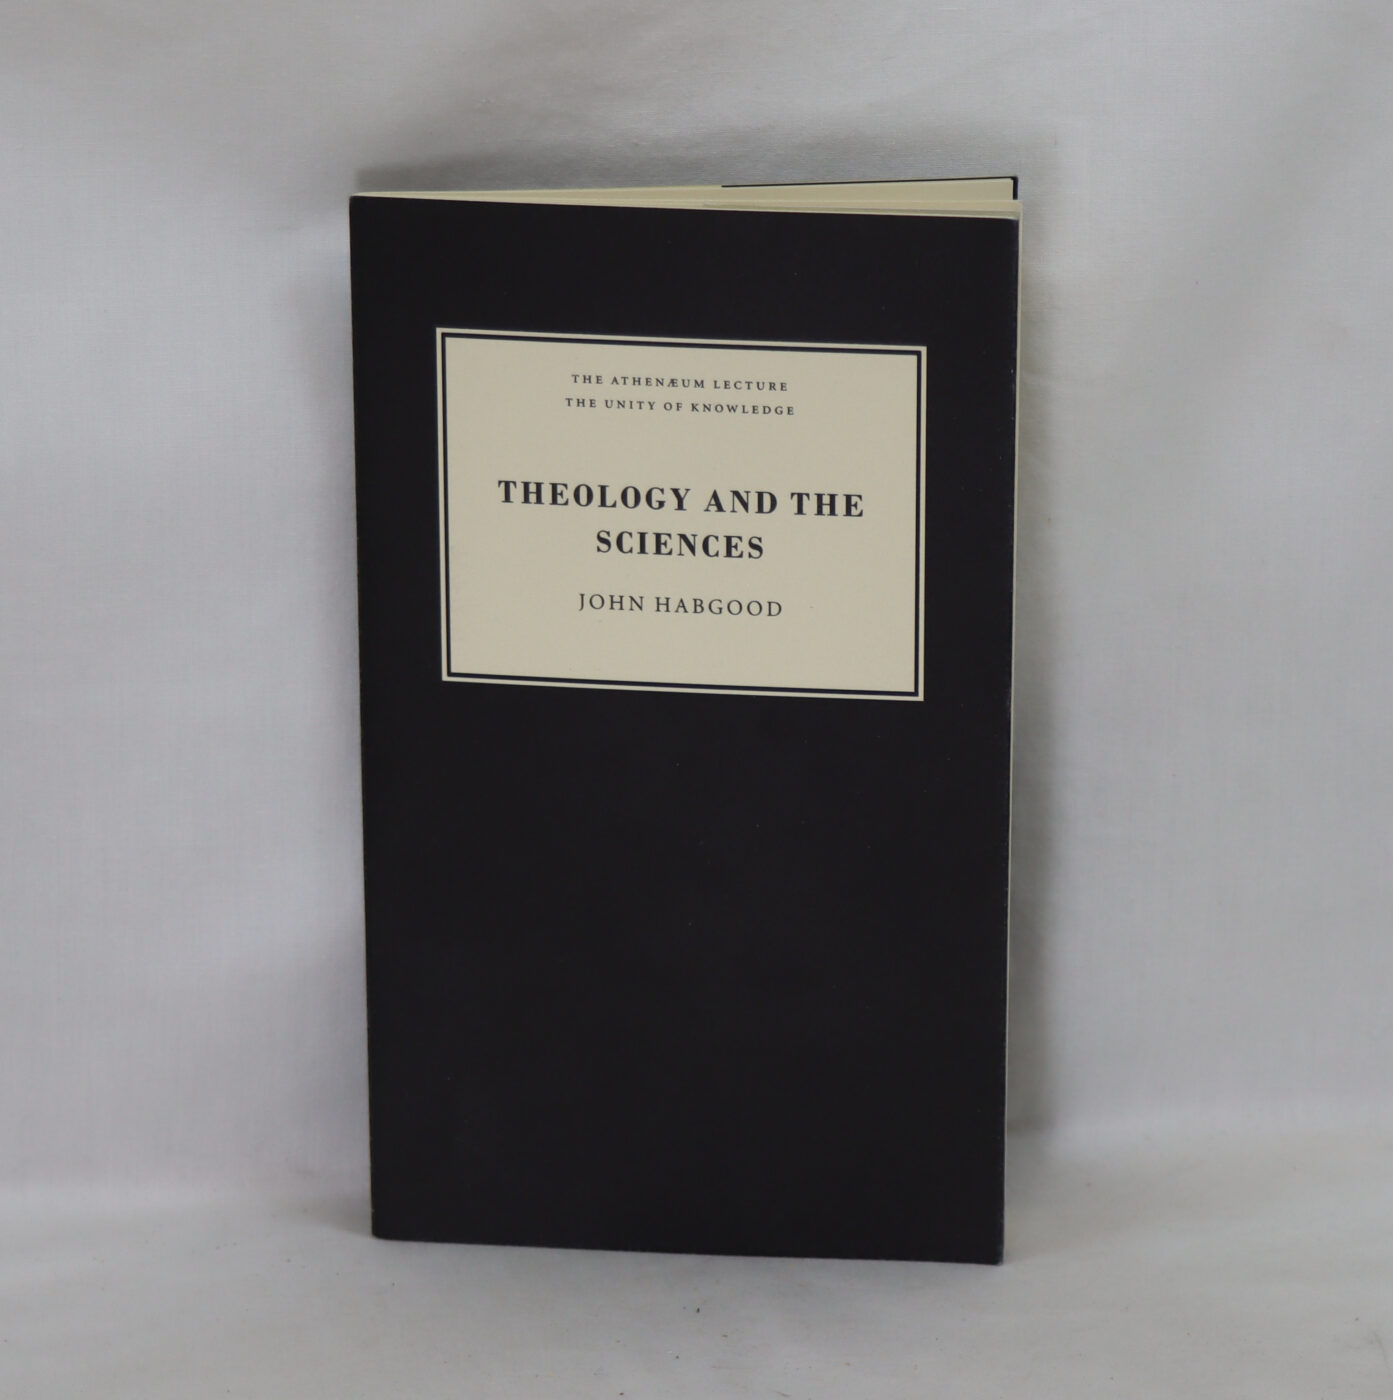 THE ATHENÆUM LECTURE
THE UNITY OF KNOWLEDGE
THEOLOGY AND THE
SCIENCES
JOHN HABGOOD